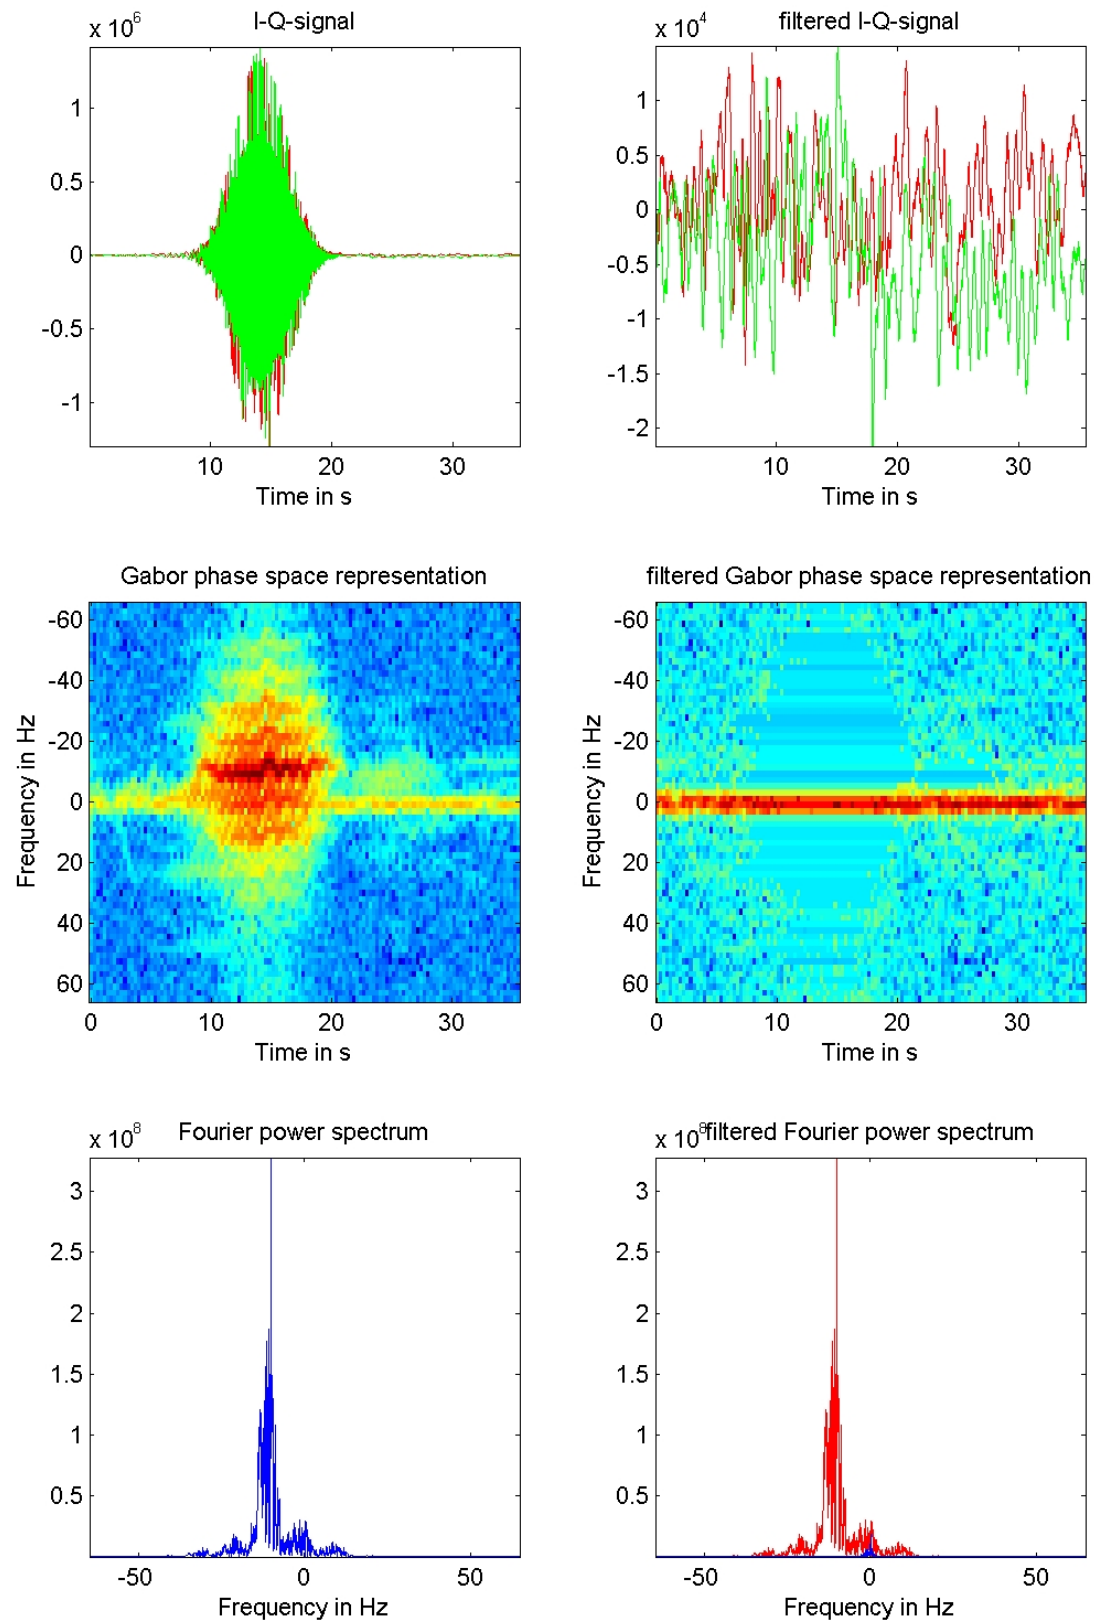 x 10^6
I-Q-signal
1
0.5
0
-0.5
-1
10 20 30
Time in s
x 10^4
filtered I-Q-signal
1
0.5
0
-0.5
-1
-1.5
-2
10 20 30
Time in s
Gabor phase space representation
Frequency in Hz
-60
-40
-20
0
20
40
60
0 10 20 30
Time in s
filtered Gabor phase space representation
Frequency in Hz
-60
-40
-20
0
20
40
60
0 10 20 30
Time in s
x 10^8
Fourier power spectrum
3
2.5
2
1.5
1
0.5
-50 0 50
Frequency in Hz
x 10^8
filtered Fourier power spectrum
3
2.5
2
1.5
1
0.5
-50 0 50
Frequency in Hz